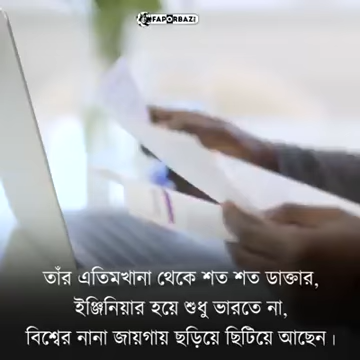 FAPORBAZI
তাঁর এতিমখানা থেকে শত শত ডাক্তার,
ইঞ্জিনিয়ার হয়ে শুধু ভারতে না,
বিশ্বের নানা জায়গায় ছড়িয়ে ছিটিয়ে আছেন।